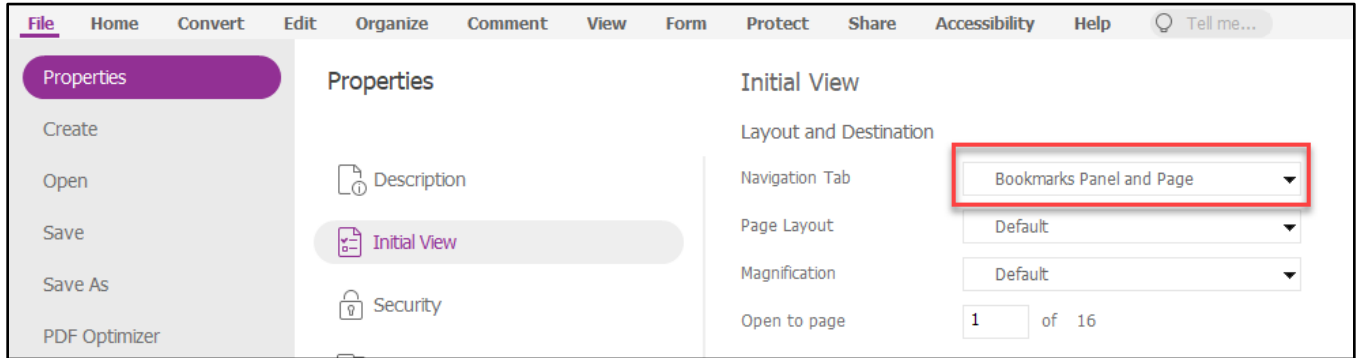 File Home Convert Edit Organize Comment View Form Protect Share Accessibility Help Tell me...
Properties
Create
Open
Save
Save As
PDF Optimizer
Properties
Description
Initial View
Security
Initial View
Layout and Destination
Navigation Tab Bookmarks Panel and Page
Page Layout Default
Magnification Default
Open to page 1 of 16